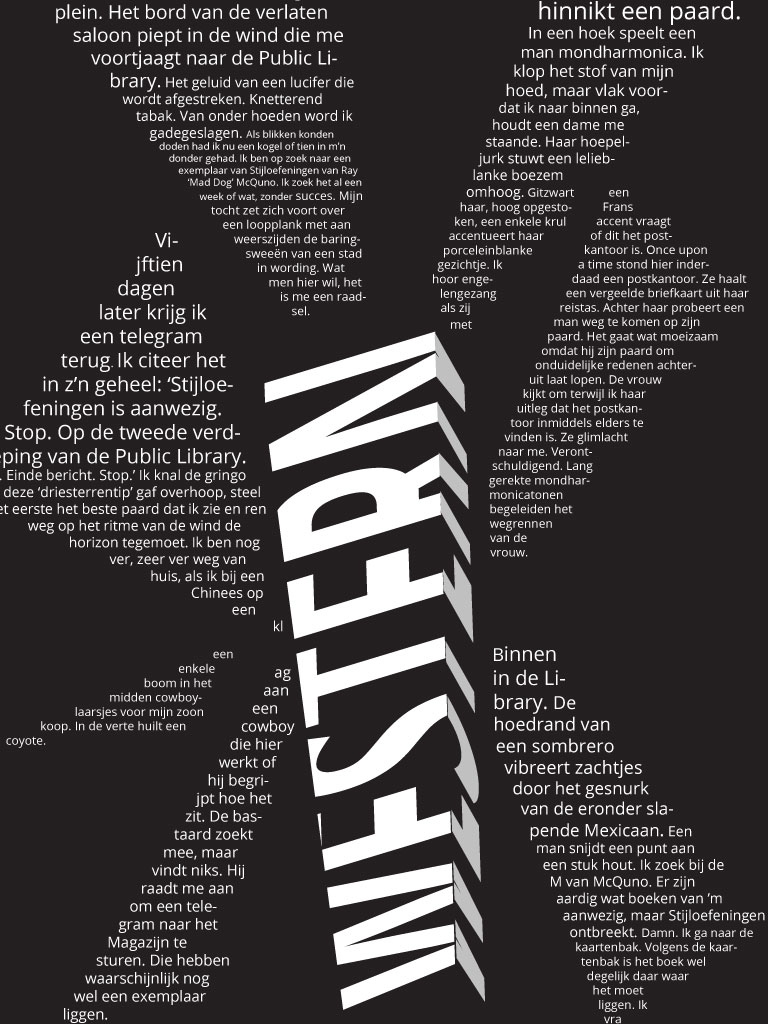 plein. Het bord van de verlaten
saloon piept in de wind die me
voortjaagt naar de Public Li-
brary. Het geluid van een lucifer die
wordt afgestreken. Knetterend
tabak. Van onder hoeden word ik
gadegeslagen. Als blikken konden
doden had ik nu een kogel of tien in m'n
donder gehad. Ik ben op zoek naar een
exemplaar van Stijloefeningen van Ray
'Mad Dog' McQuno. Ik zoek het al een
week of wat, zonder succes. Mijn
tocht zet zich voort over
een loopplank met aan
weerszijden de baring-
sweeën van een stad
in wording. Wat
men hier wil, het
is me een raad-
sel.
Vi-
jftien
dagen
later krijg ik
een telegram
terug. Ik citeer het
in z'n geheel: 'Stijloe-
feningen is aanwezig.
Stop. Op de tweede verd-
eping van de Public Library.
. Einde bericht. Stop.' Ik knal de gringo
deze 'driesterrentip' gaf overhoop, steel
et eerste het beste paard dat ik zie en ren
weg op het ritme van de wind de
horizon tegemoet. Ik ben nog
ver, zeer ver weg van
huis, als ik bij een
Chinees op
een
kl
ag
aan
een
cowboy
die hier
werkt of
hij begri-
jpt hoe het
zit. De bas-
taard zoekt
mee, maar
vindt niks. Hij
raadt me aan
om een tele-
gram naar het
Magazijn te
sturen. Die hebben
waarschijnlijk nog
wel een exemplaar
liggen.
een
enkele
boom in het
midden cowboy-
laarsjes voor mijn zoon
koop. In de verte huilt een
coyote.
WESTERN
hinnikt een paard.
In een hoek speelt een
man mondharmonica. Ik
klop het stof van mijn
hoed, maar vlak voor-
dat ik naar binnen ga,
houdt een dame me
staande. Haar hoepel-
jurk stuwt een lelieb-
lanke boezem
omhoog. Gitzwart
haar, hoog opgesto-
ken, een enkele krul
accentueert haar
porceleinblanke
gezichtje. Ik
hoor enge-
lengezang
als zij
met
een
Frans
accent vraagt
of dit het post-
kantoor is. Once upon
a time stond hier inder-
daad een postkantoor. Ze haalt
een vergeelde briefkaart uit haar
reistas. Achter haar probeert een
man weg te komen op zijn
paard. Het gaat wat moeizaam
omdat hij zijn paard om
onduidelijke redenen achter-
uit laat lopen. De vrouw
kijkt om terwijl ik haar
uitleg dat het postkan-
toor inmiddels elders te
vinden is. Ze glimlacht
naar me. Veront-
schuldigend. Lang
gerekte mondhar-
monicatonen
begeleiden het
wegrennen
van de
vrouw.
Binnen
in de Li-
brary. De
hoedrand van
een sombrero
vibreert zachtjes
door het gesnurk
van de eronder sla-
pende Mexicaan. Een
man snijdt een punt aan
een stuk hout. Ik zoek bij de
M van McQuno. Er zijn
aardig wat boeken van 'm
aanwezig, maar Stijloefeningen
ontbreekt. Damn. Ik ga naar de
kaartenbak. Volgens de kaar-
tenbak is het boek wel
degelijk daar waar
het moet
liggen. Ik
vra